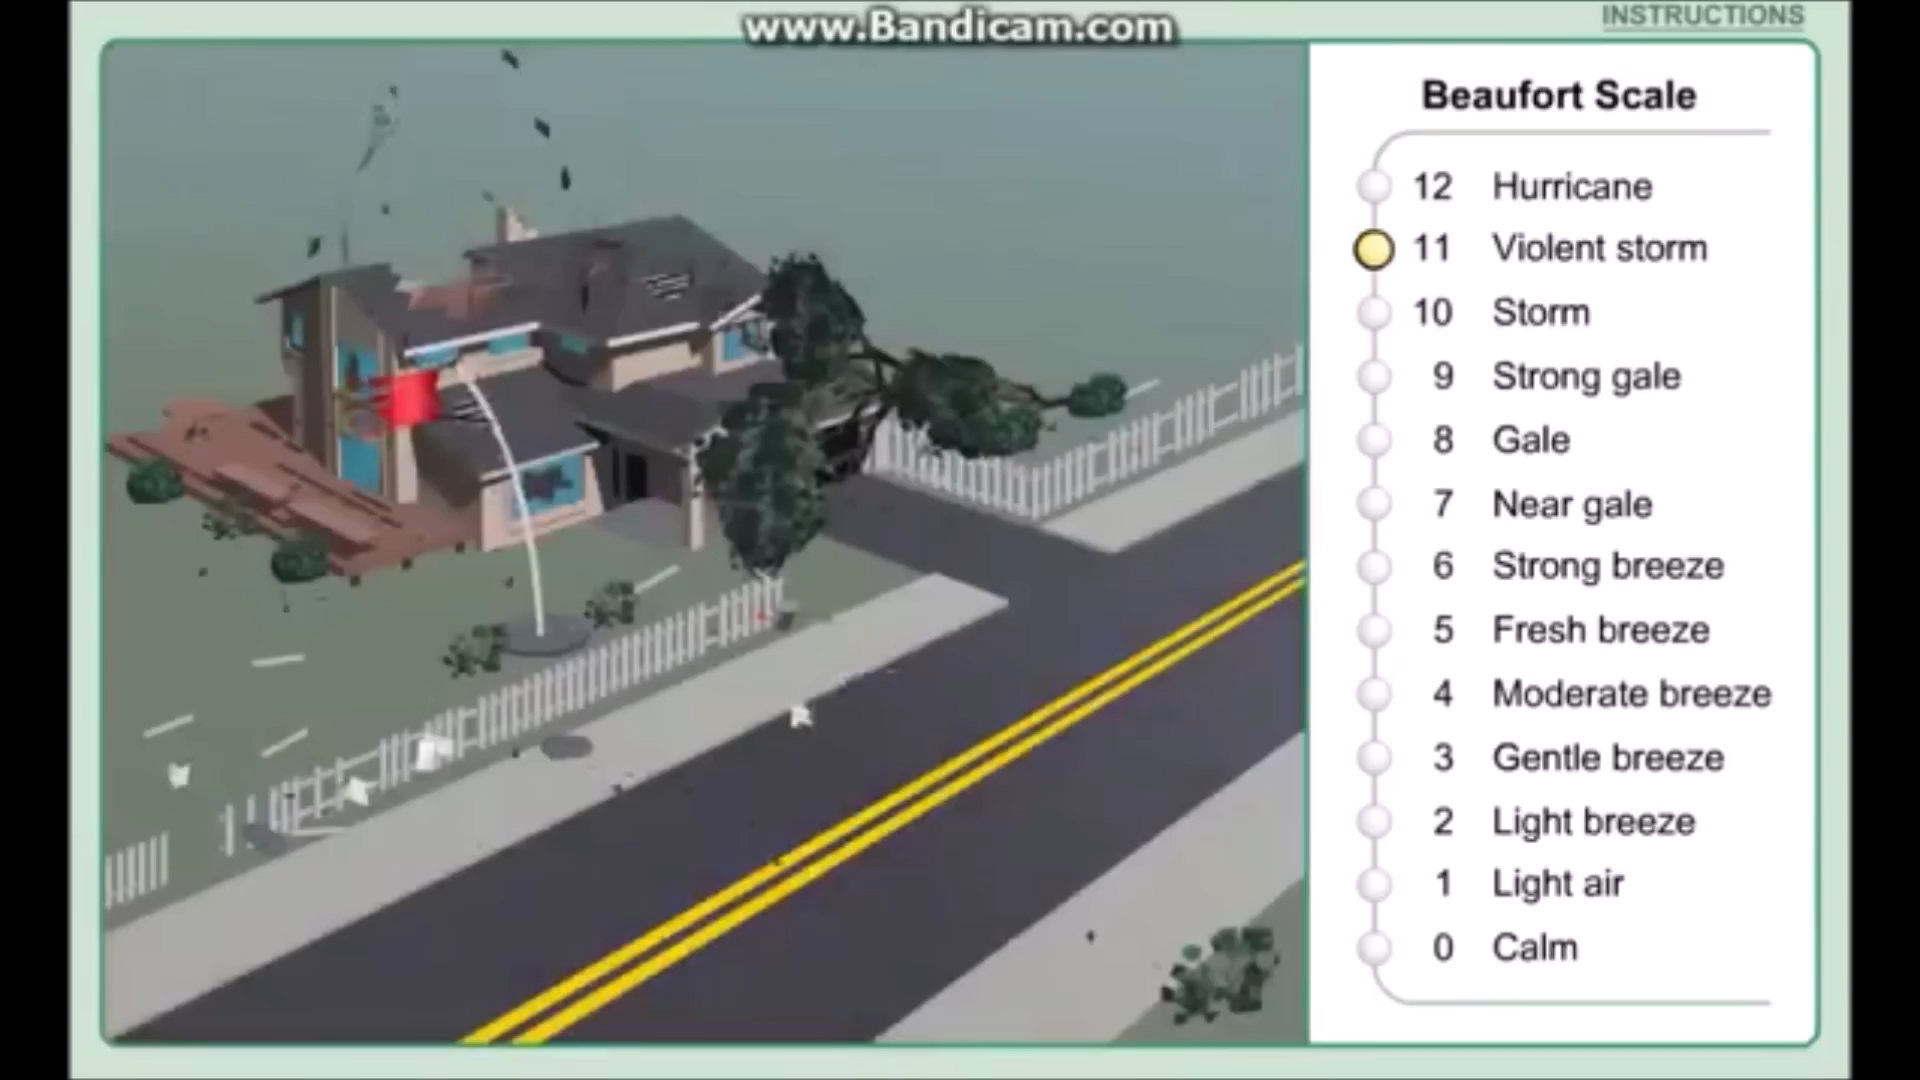 www.Bandicam.com
INSTRUCTIONS
Beaufort Scale
12 Hurricane
11 Violent storm
10 Storm
9 Strong gale
8 Gale
7 Near gale
6 Strong breeze
5 Fresh breeze
4 Moderate breeze
3 Gentle breeze
2 Light breeze
1 Light air
0 Calm